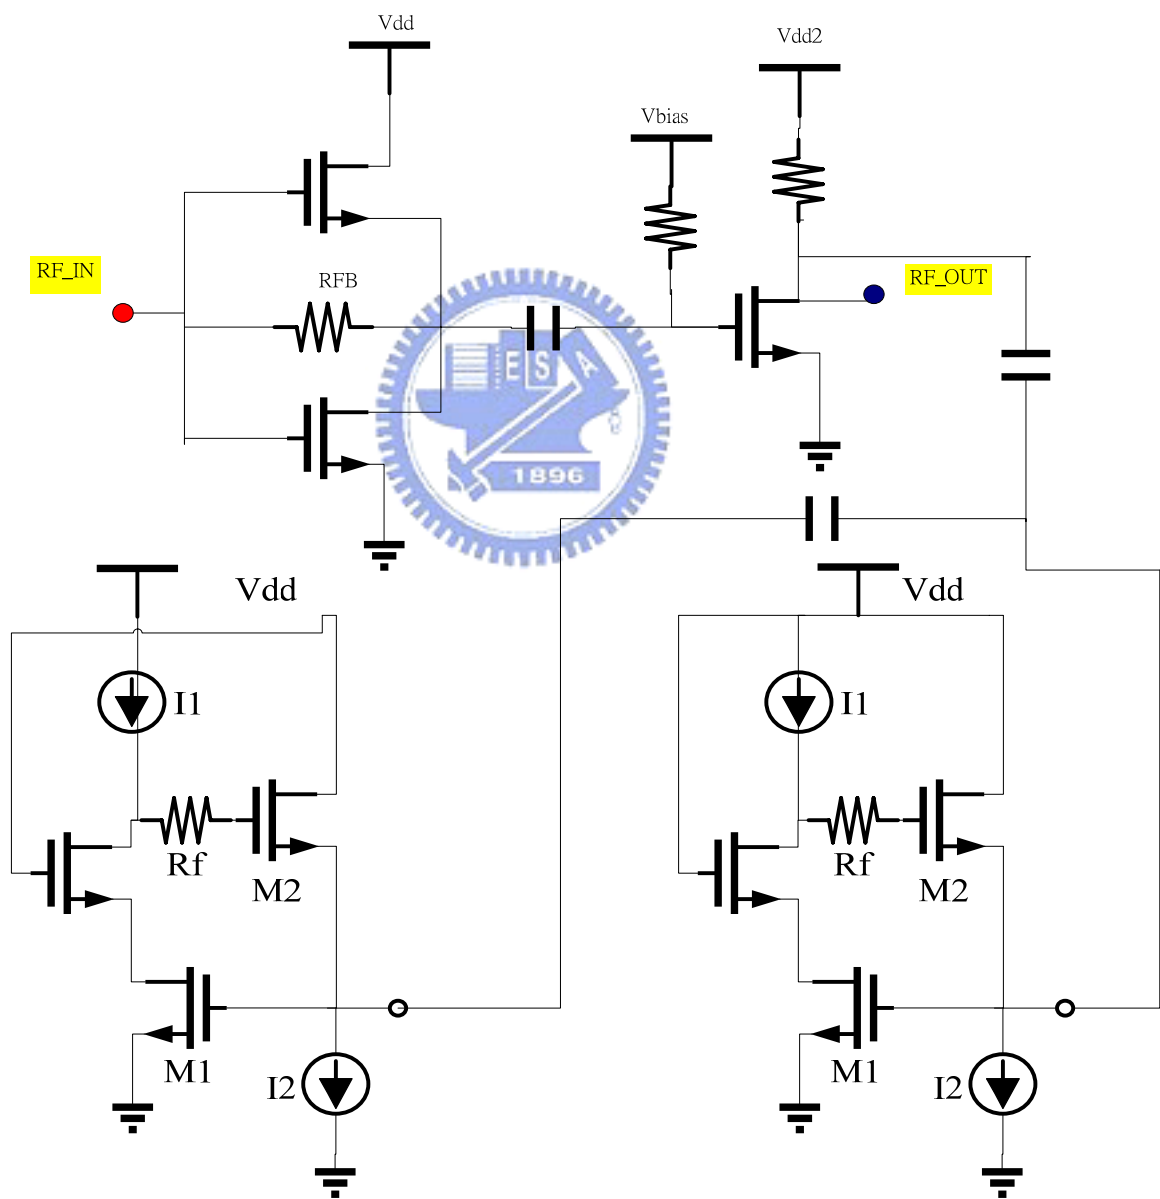 Vdd
Vdd2
Vbias
RF_IN
RFB
RF_OUT
E S A
1896
Vdd
Vdd
I1
I1
Rf
M2
Rf
M2
M1
I2
M1
I2